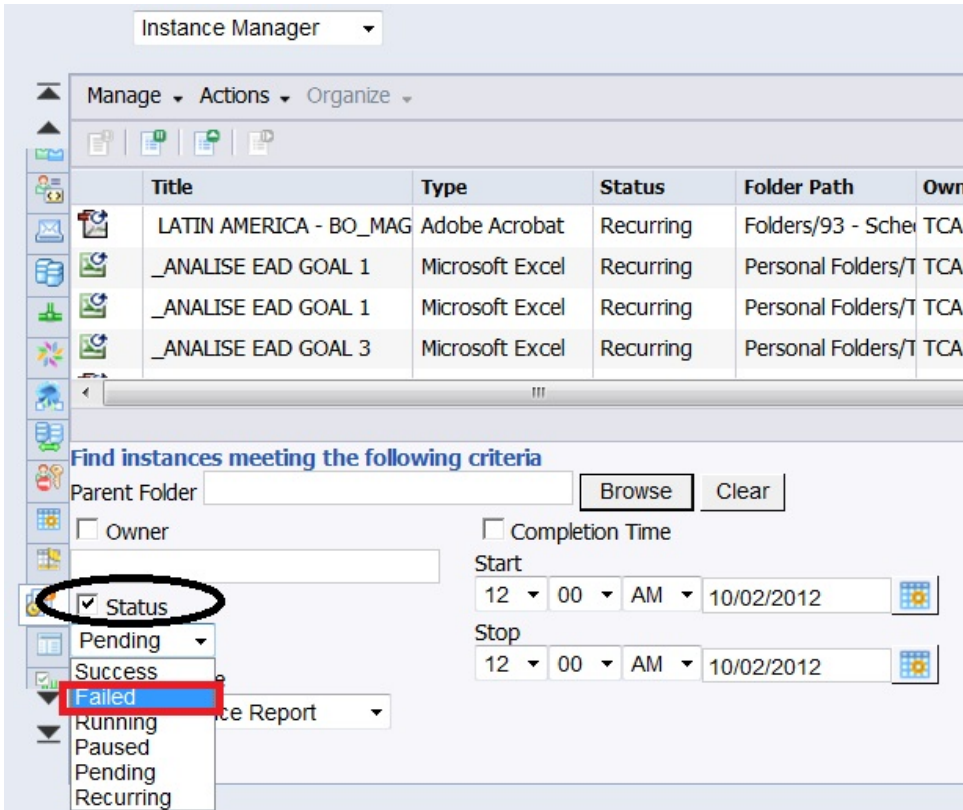 Instance Manager
Manage Actions Organize
Title Type Status Folder Path Own
LATIN AMERICA - BO_MAG Adobe Acrobat Recurring Folders/93 - Sche TCA
_ANALISE EAD GOAL 1 Microsoft Excel Recurring Personal Folders/T TCA
_ANALISE EAD GOAL 1 Microsoft Excel Recurring Personal Folders/T TCA
_ANALISE EAD GOAL 3 Microsoft Excel Recurring Personal Folders/T TCA
Find instances meeting the following criteria
Parent Folder Browse Clear
Owner Completion Time
Start
Status 12 00 AM 10/02/2012
Pending Stop
Success 12 00 AM 10/02/2012
Failed
Running ce Report
Paused
Pending
Recurring